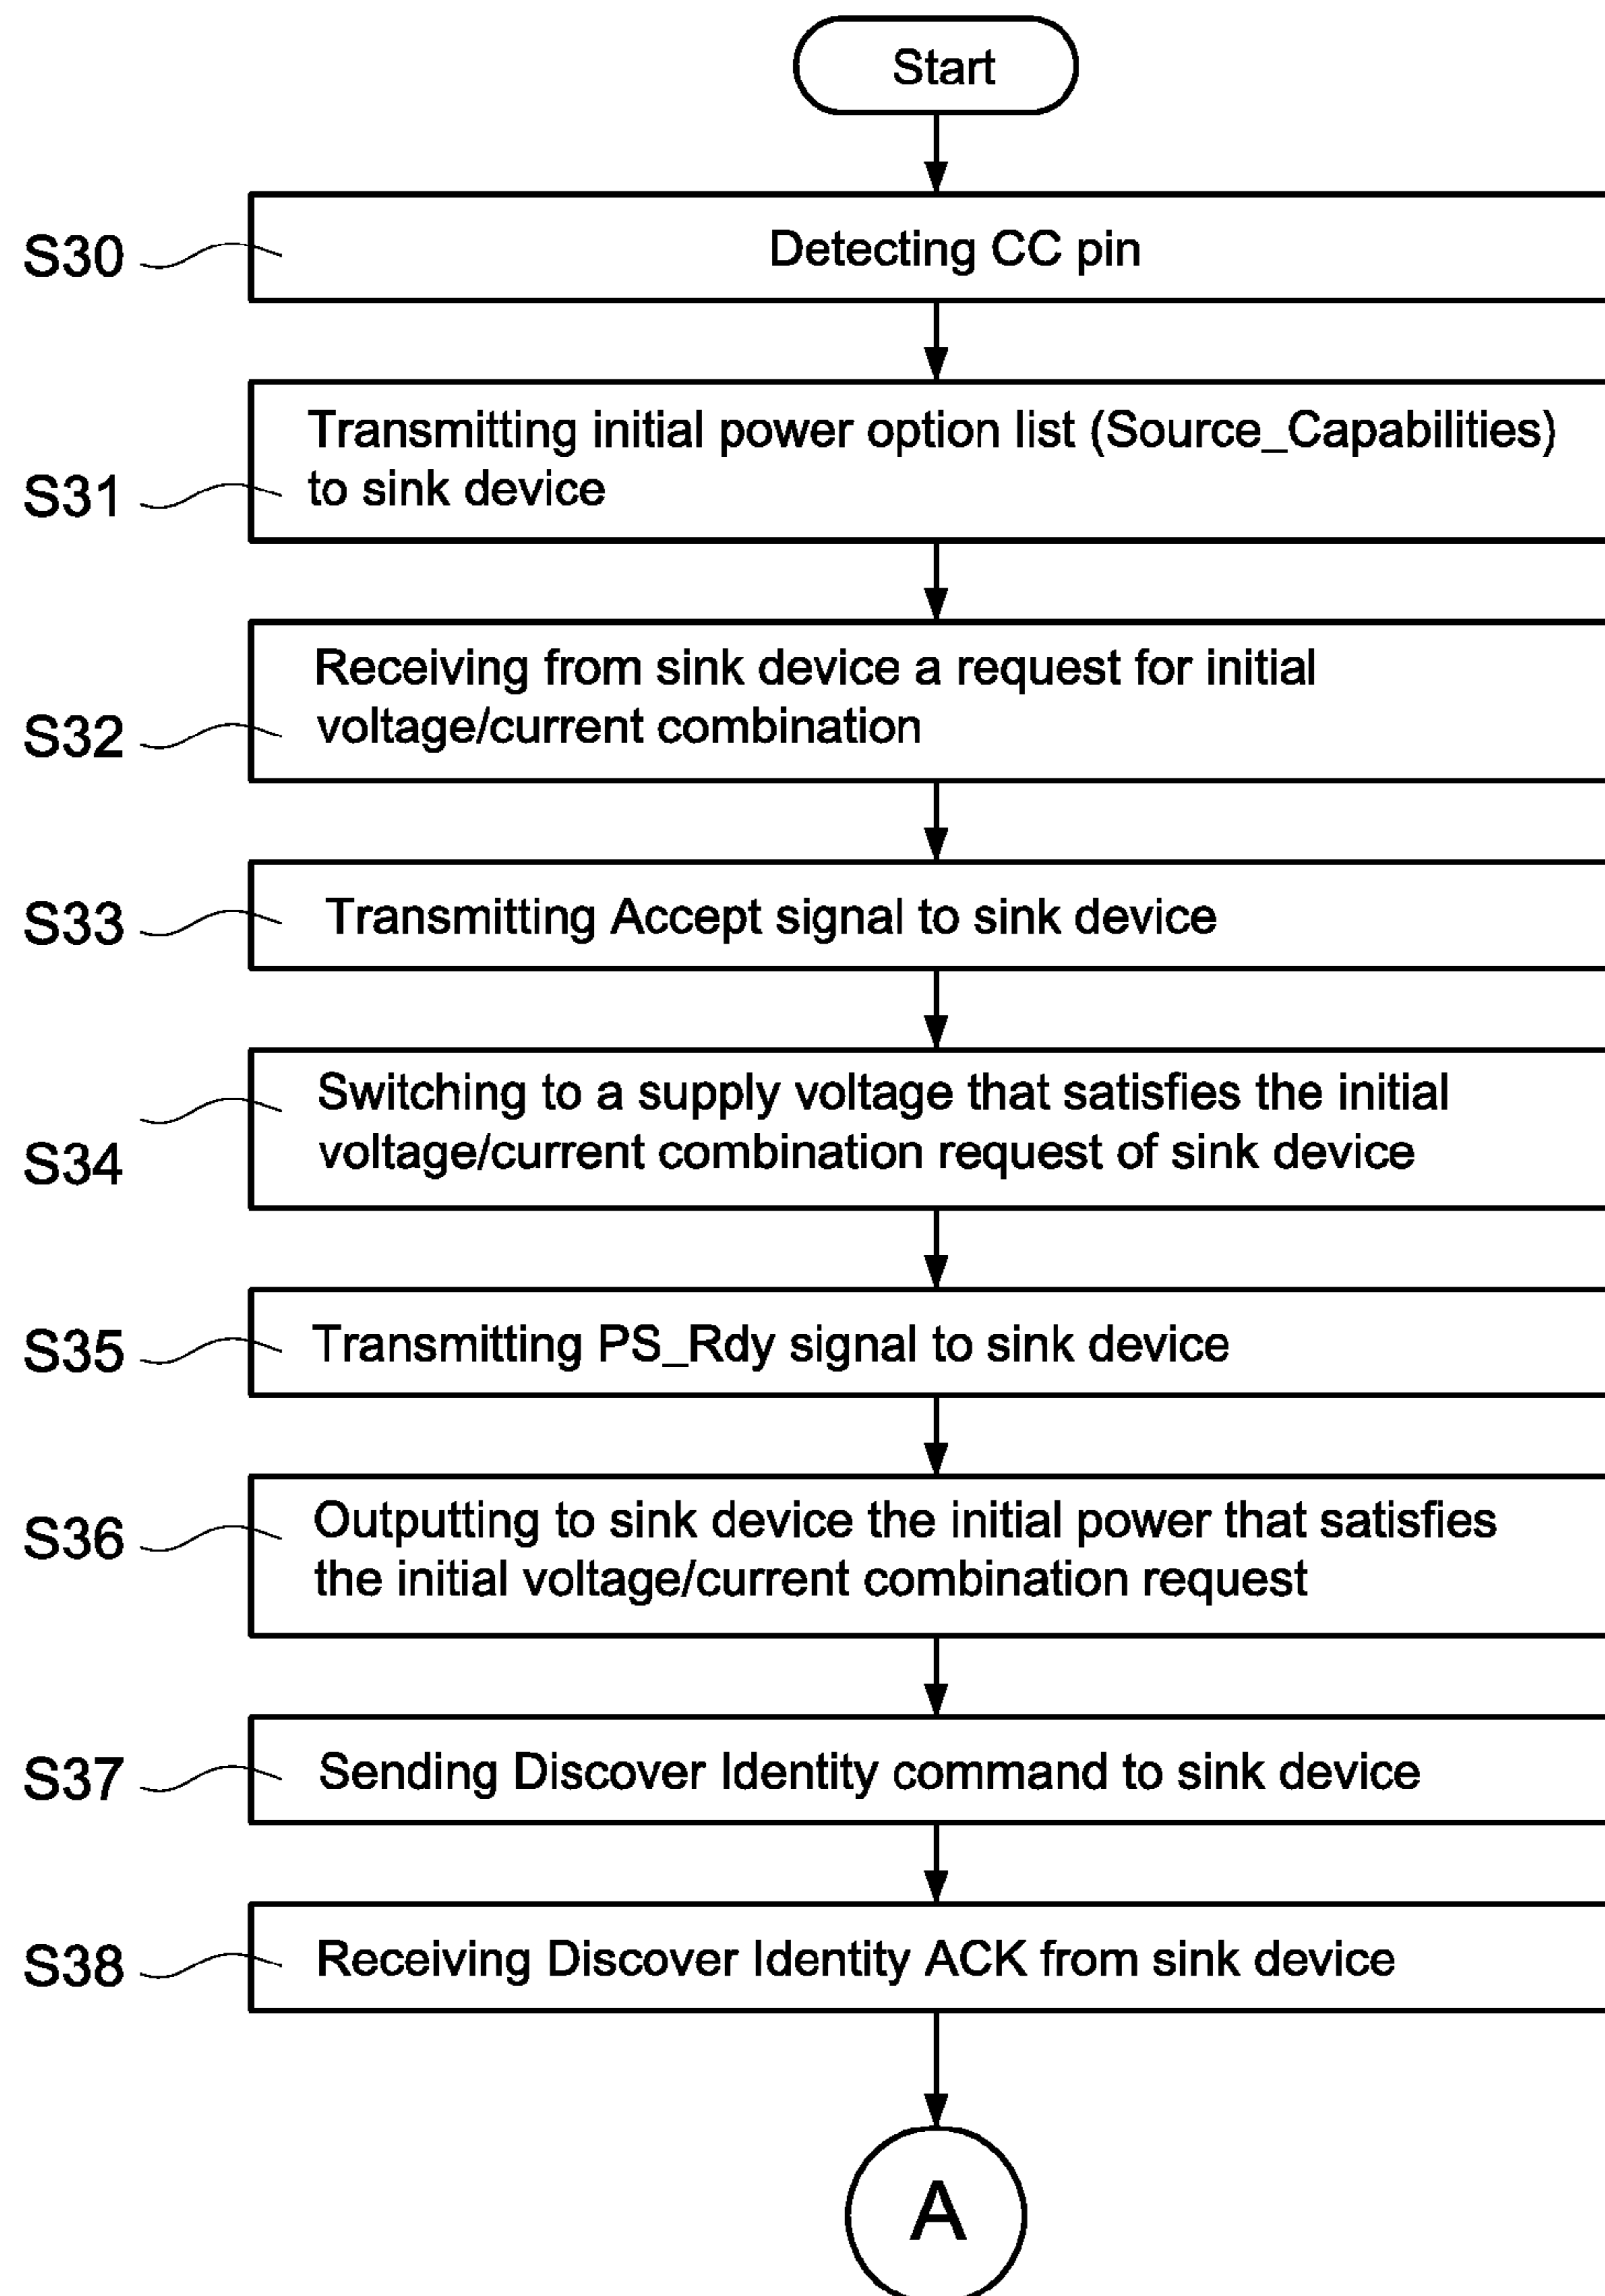 Start
S30
Detecting CC pin
S31
Transmitting initial power option list (Source_Capabilities)
to sink device
S32
Receiving from sink device a request for initial
voltage/current combination
S33
Transmitting Accept signal to sink device
S34
Switching to a supply voltage that satisfies the initial
voltage/current combination request of sink device
S35
Transmitting PS_Rdy signal to sink device
S36
Outputting to sink device the initial power that satisfies
the initial voltage/current combination request
S37
Sending Discover Identity command to sink device
S38
Receiving Discover Identity ACK from sink device
A